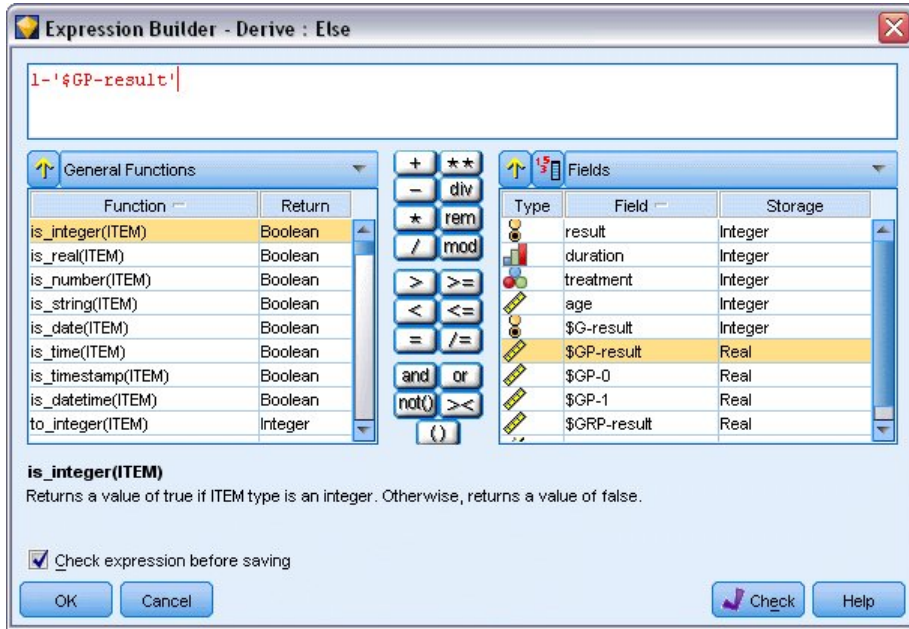 Expression Builder - Derive : Else
1-'$GP-result'
General Functions
Function Return
is_integer(ITEM) Boolean
is_real(ITEM) Boolean
is_number(ITEM) Boolean
is_string(ITEM) Boolean
is_date(ITEM) Boolean
is_time(ITEM) Boolean
is_timestamp(ITEM) Boolean
is_datetime(ITEM) Boolean
to_integer(ITEM) Integer
+ **
- div
* rem
/ mod
> >=
< <=
= /=
and or
not() ><
()
Fields
Type Field Storage
result Integer
duration Integer
treatment Integer
age Integer
$G-result Integer
$GP-result Real
$GP-0 Real
$GP-1 Real
$GRP-result Real
is_integer(ITEM)
Returns a value of true if ITEM type is an integer. Otherwise, returns a value of false.
Check expression before saving
OK Cancel Check Help